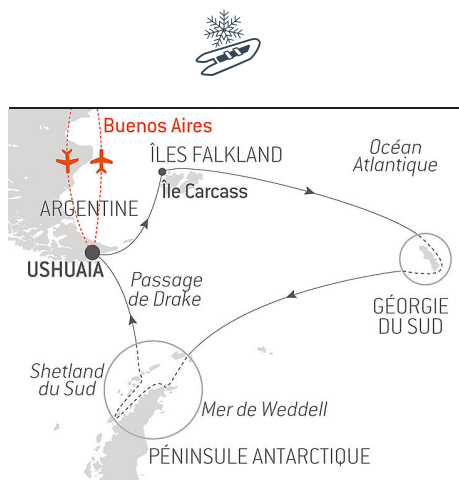 Buenos Aires
ÎLES FALKLAND
Océan
Atlantique
Île Carcass
ARGENTINE
USHUAIA
Passage
de Drake
GÉORGIE
DU SUD
Shetland
du Sud
Mer de Weddell
PÉNINSULE ANTARCTIQUE